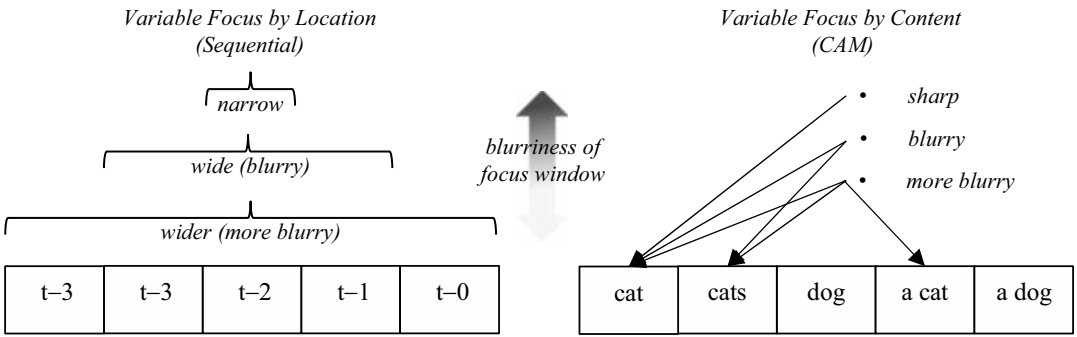 Variable Focus by Location
(Sequential)
narrow
wide (blurry)
wider (more blurry)
t–3 t–3 t–2 t–1 t–0
blurriness of
focus window
Variable Focus by Content
(CAM)
• sharp
• blurry
• more blurry
cat cats dog a cat a dog